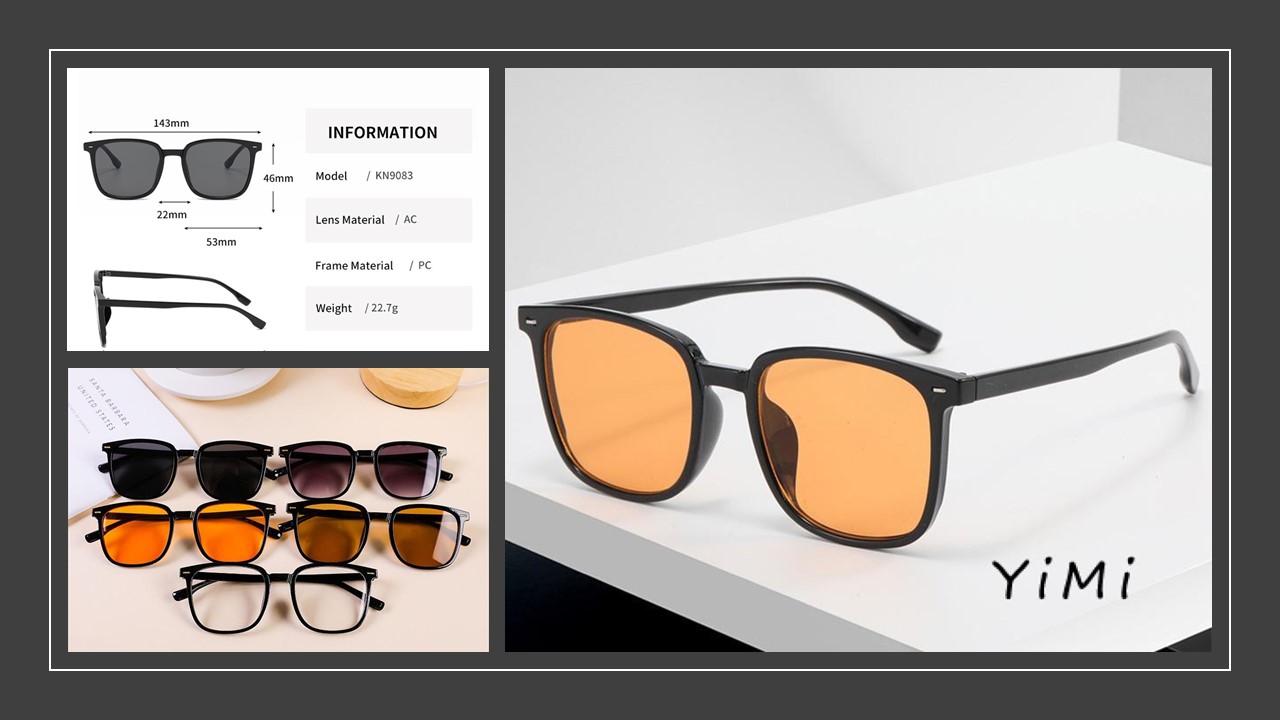 143mm
46mm
22mm
53mm
INFORMATION
Model / KN9083
Lens Material / AC
Frame Material / PC
Weight / 22.7g
SANTA BARBARA
UNITED STATES
YiMi